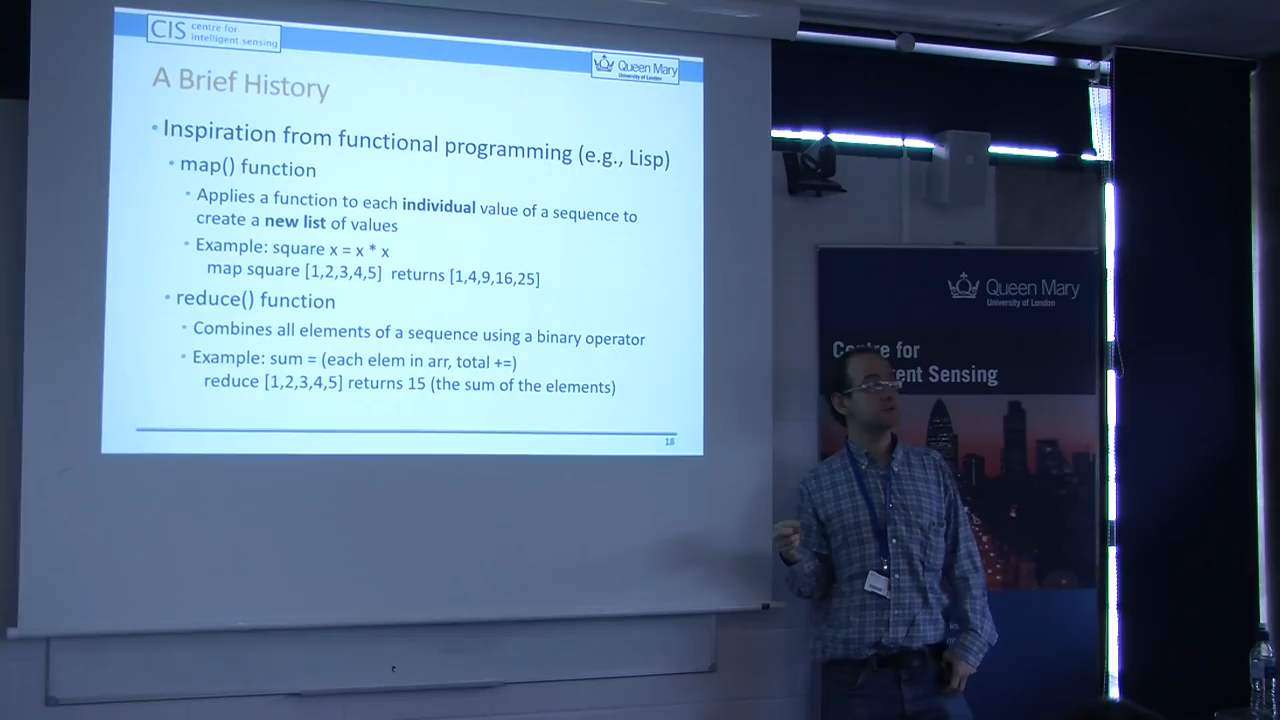 CIS centre for
intelligent sensing
Queen Mary
University of London
A Brief History
• Inspiration from functional programming (e.g., Lisp)
• map() function
• Applies a function to each individual value of a sequence to
create a new list of values
• Example: square x = x * x
map square [1,2,3,4,5] returns [1,4,9,16,25]
• reduce() function
• Combines all elements of a sequence using a binary operator
• Example: sum = (each elem in arr, total +=)
reduce [1,2,3,4,5] returns 15 (the sum of the elements)
18
Queen Mary
University of London
for
Sensing